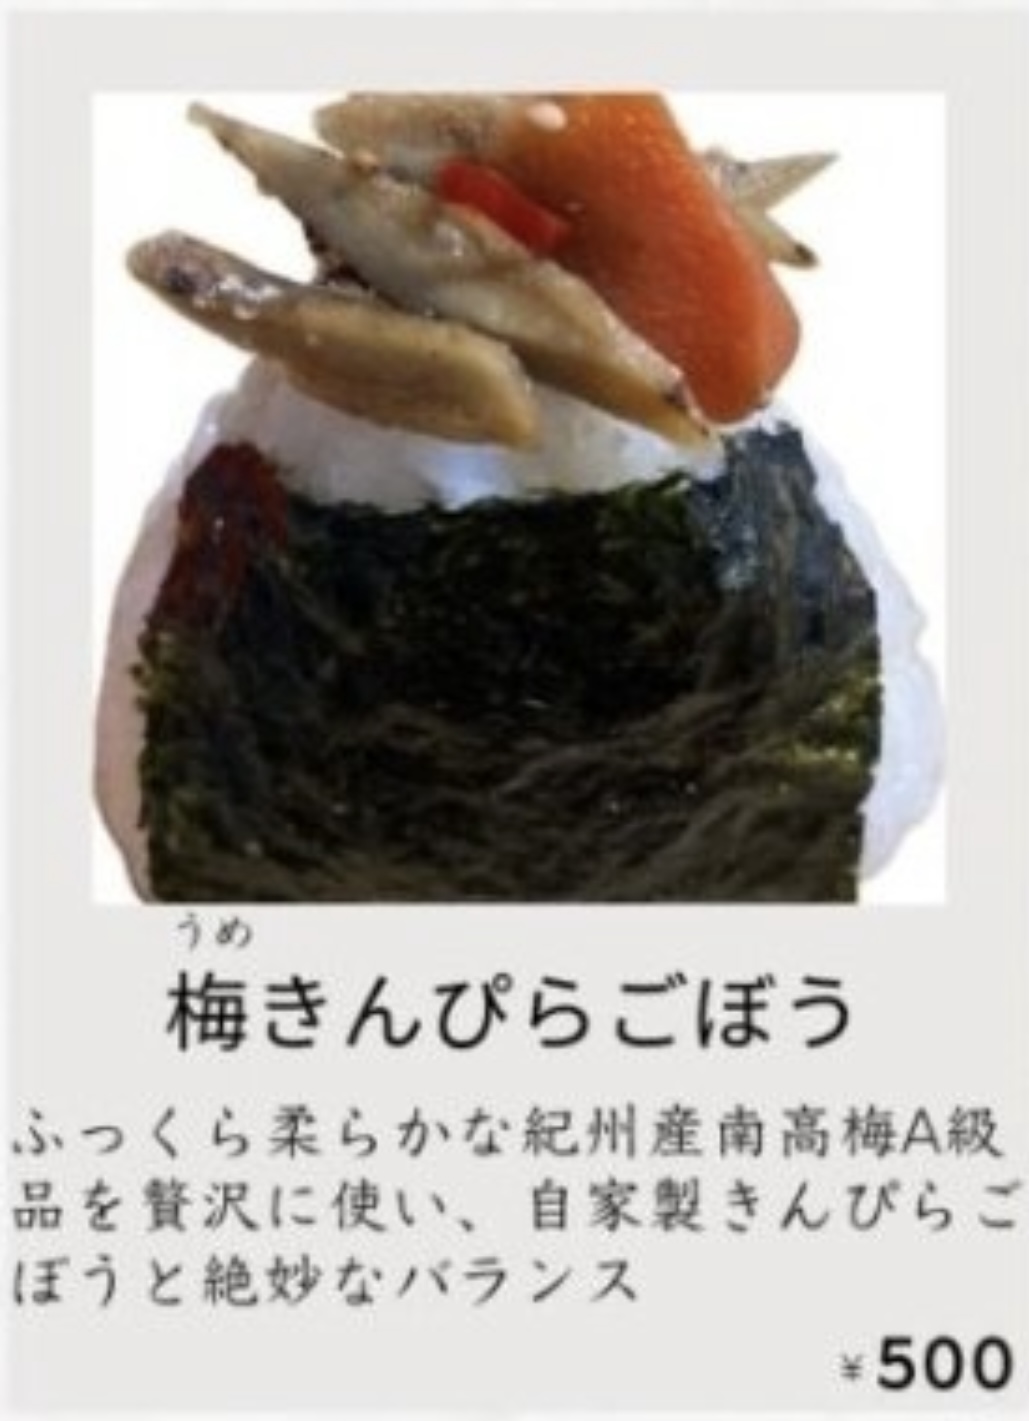 うめ
梅きんぴらごぼう
ふっくら柔らかな紀州産南高梅A級
品を贅沢に使い、自家製きんぴらご
ぼうと絶妙なバランス
¥500